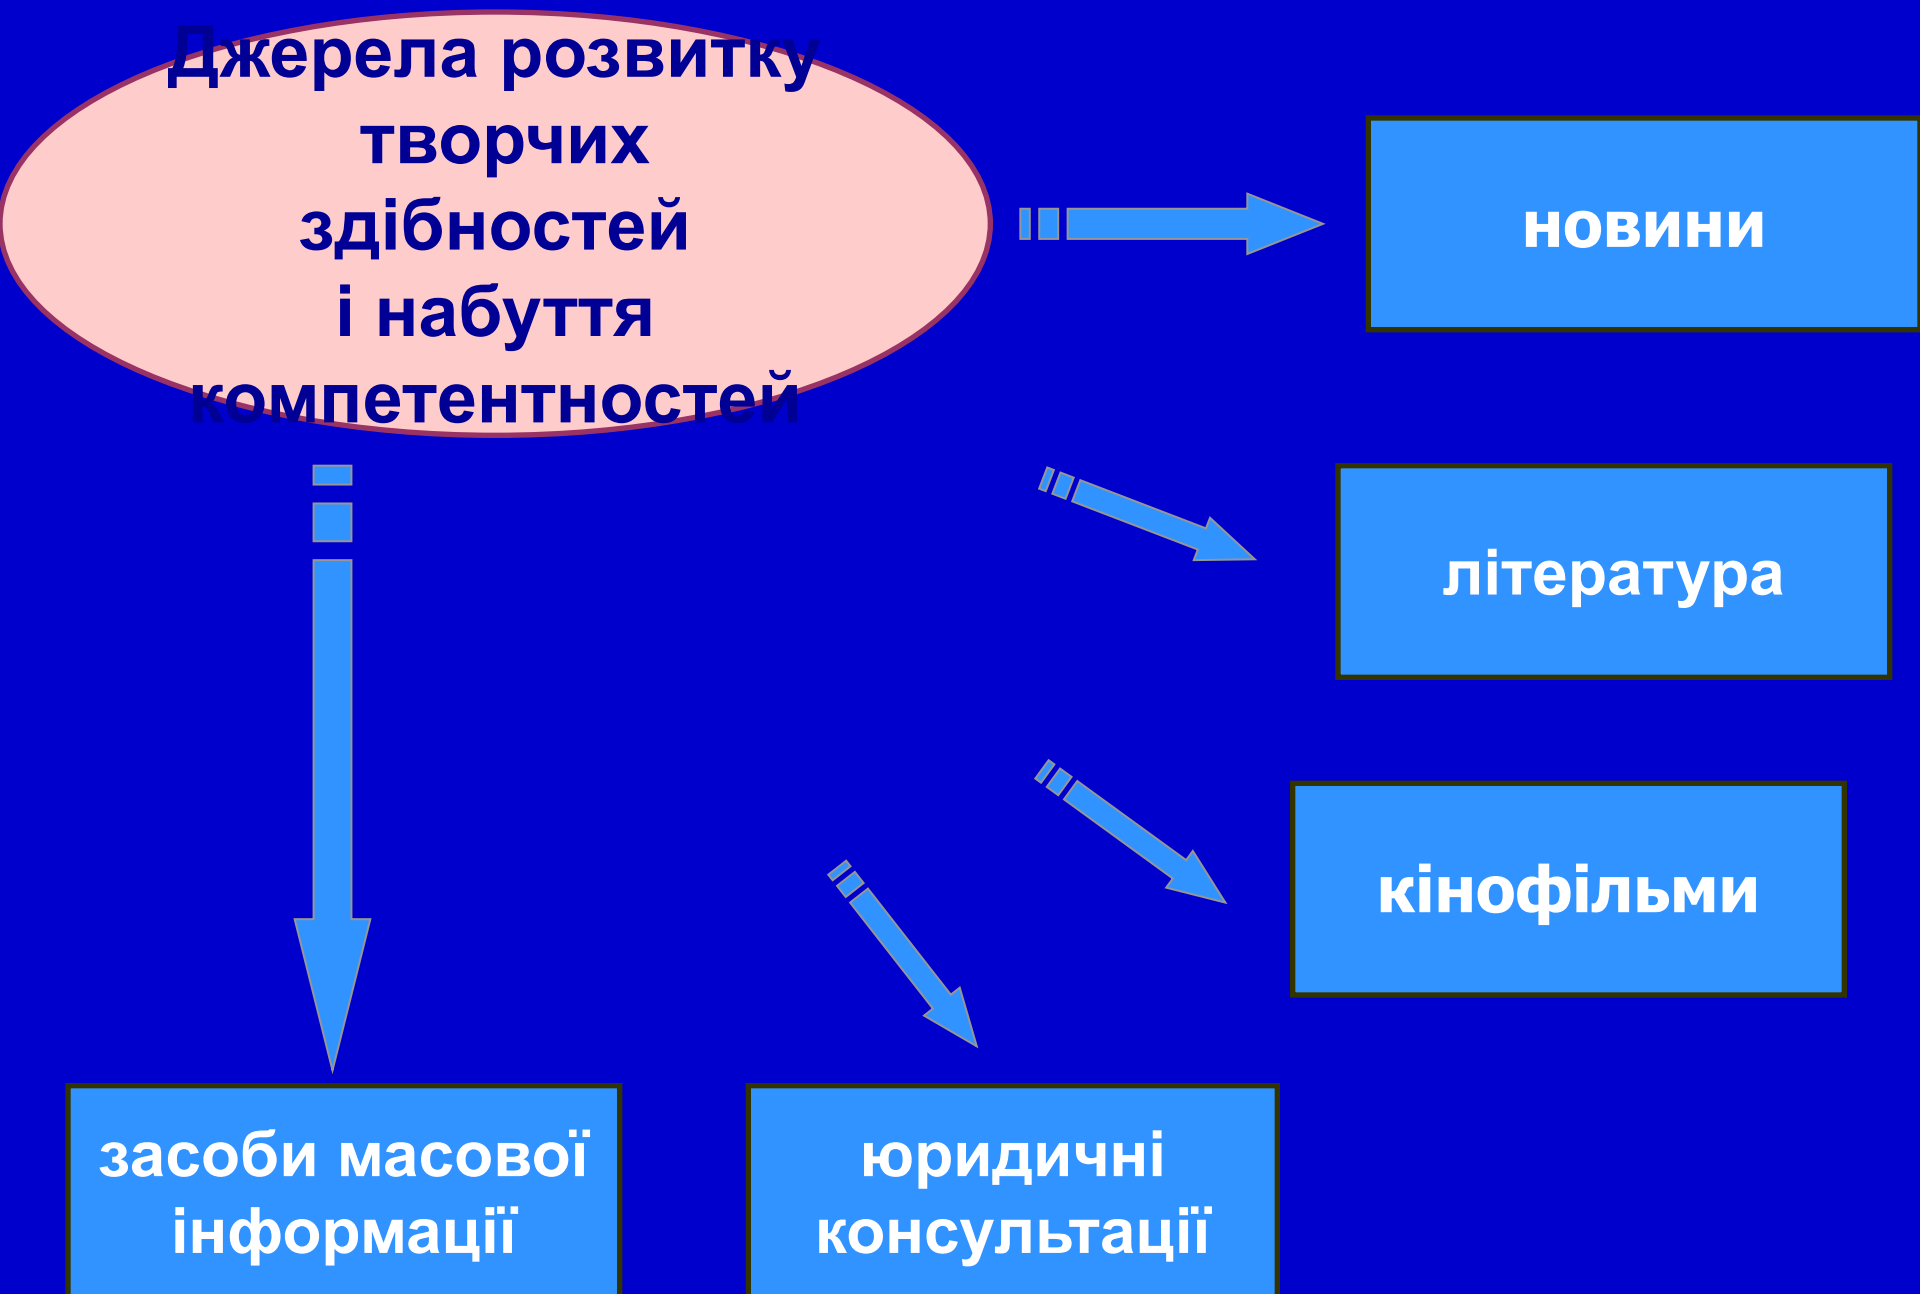 Джерела розвитку
творчих
здібностей
і набуття
компетентностей
новини
література
кінофільми
засоби масової
інформації
юридичні
консультації